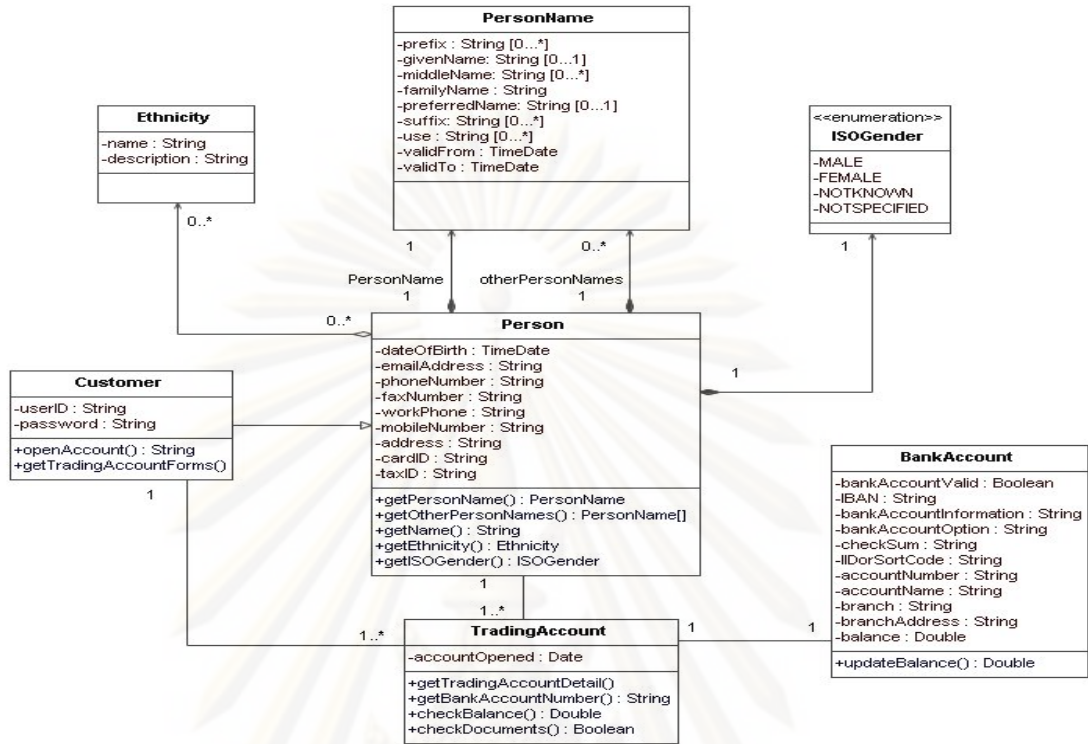 PersonName
-prefix : String [0...*]
-givenName: String [0...1]
-middleName: String [0...*]
-familyName : String
-preferredName: String [0...1]
-suffix: String [0...*]
-use : String [0...*]
-validFrom : TimeDate
-validTo : TimeDate
Ethnicity
-name : String
-description : String
<<enumeration>>
ISOGender
-MALE
-FEMALE
-NOTKNOWN
-NOTSPECIFIED
0..*
1
0..*
1
PersonName
otherPersonNames
1
1
0..*
Person
-dateOfBirth : TimeDate
-emailAddress : String
-phoneNumber : String
-faxNumber : String
-workPhone : String
-mobileNumber : String
-address : String
-cardID : String
-taxID : String
+getPersonName() : PersonName
+getOtherPersonNames() : PersonName[]
+getName() : String
+getEthnicity() : Ethnicity
+getISOGender() : ISOGender
1
Customer
-userID : String
-password : String
+openAccount() : String
+getTradingAccountForms()
1
BankAccount
-bankAccountValid : Boolean
-IBAN : String
-bankAccountInformation : String
-bankAccountOption : String
-checkSum : String
-IIDorSortCode : String
-accountNumber : String
-accountName : String
-branch : String
-branchAddress : String
-balance : Double
+updateBalance() : Double
1
1..*
1..*
1
1
TradingAccount
-accountOpened : Date
+getTradingAccountDetail()
+getBankAccountNumber() : String
+checkBalance() : Double
+checkDocuments() : Boolean